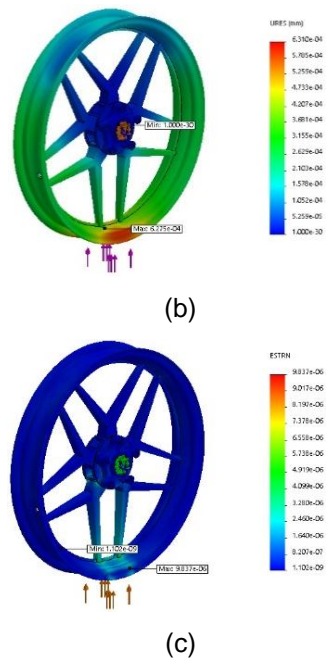 URES (mm)
6.310e-04
5.785e-04
5.259e-04
4.733e-04
4.207e-04
3.681e-04
3.155e-04
2.629e-04
2.103e-04
1.578e-04
1.052e-04
5.259e-05
1.000e-30
Min: 1.000e-30
Max: 6.275e-04
(b)
ESTRN
9.837e-06
9.017e-06
8.197e-06
7.378e-06
6.558e-06
5.738e-06
4.919e-06
4.099e-06
3.280e-06
2.460e-06
1.640e-06
8.207e-07
1.102e-09
Min: 1.102e-09
Max: 9.837e-06
(c)